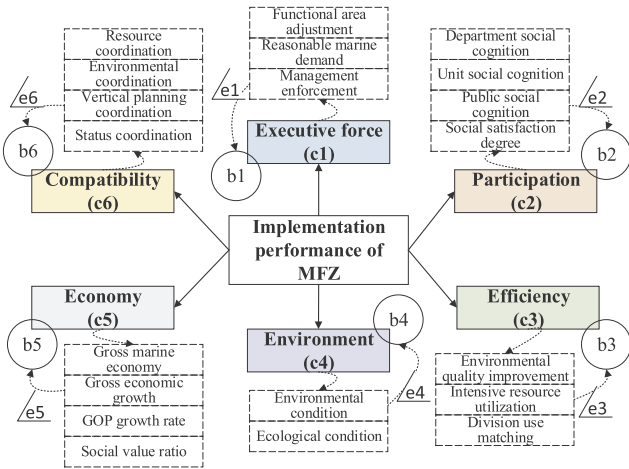 Functional area
adjustment
Reasonable marine
demand
Management
enforcement
e1
Executive force
(c1)
b1
Resource
coordination
Environmental
coordination
Vertical planning
coordination
Status coordination
e6
b6
Compatibility
(c6)
Department social
cognition
Unit social cognition
Public social
cognition
Social satisfaction
degree
e2
b2
Participation
(c2)
Implementation
performance of
MFZ
Economy
(c5)
b5
Gross marine
economy
Gross economic
growth
GOP growth rate
Social value ratio
e5
Environment
(c4)
b4
Environmental
condition
Ecological condition
e4
Efficiency
(c3)
b3
Environmental
quality improvement
Intensive resource
utilization
Division use
matching
e3